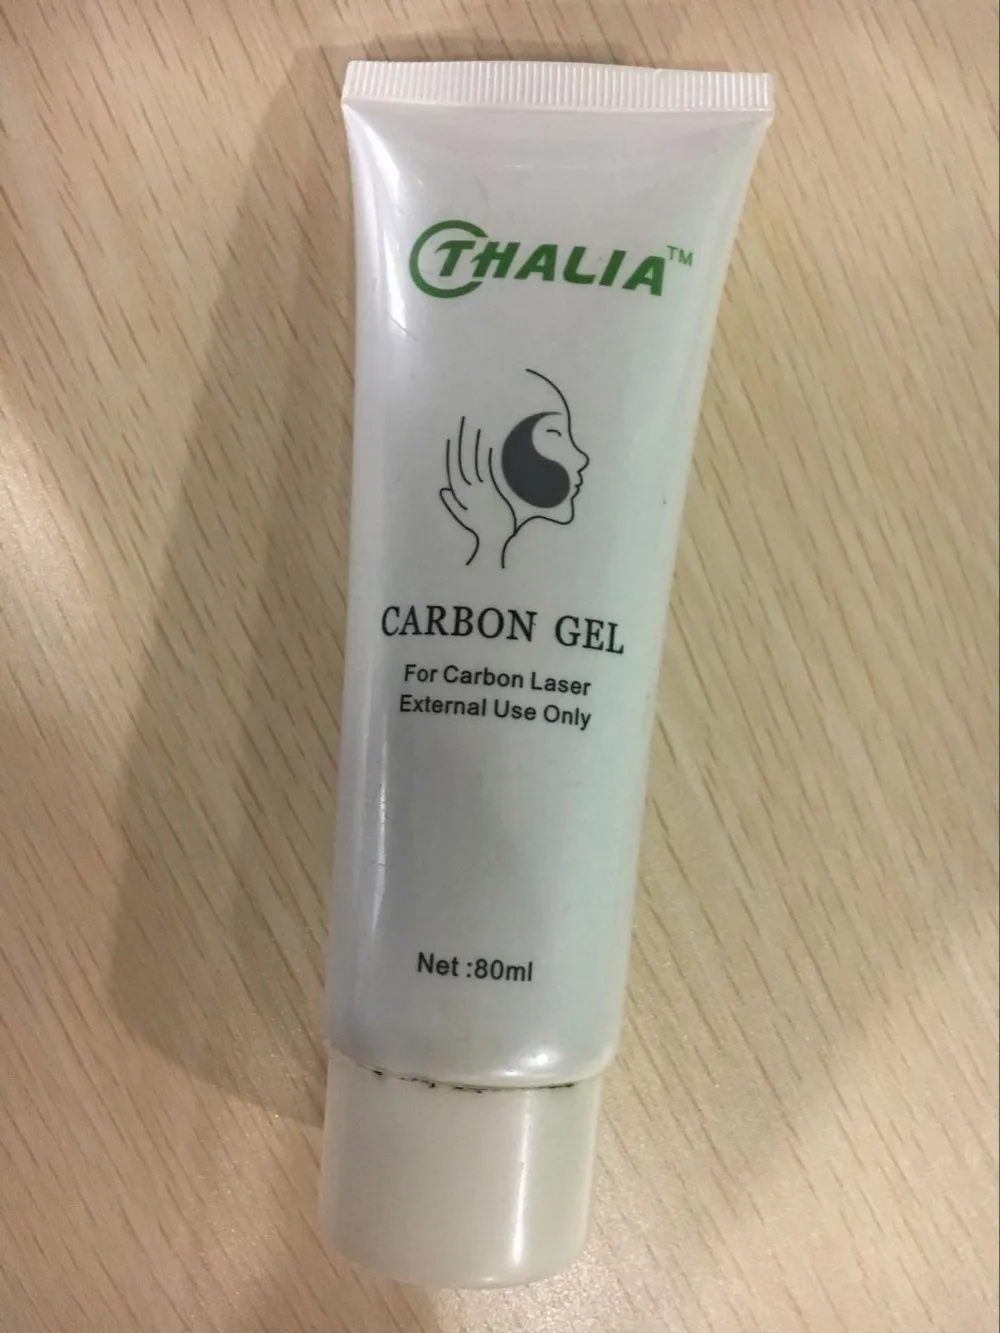 THALIA™
CARBON GEL
For Carbon Laser
External Use Only
Net :80ml